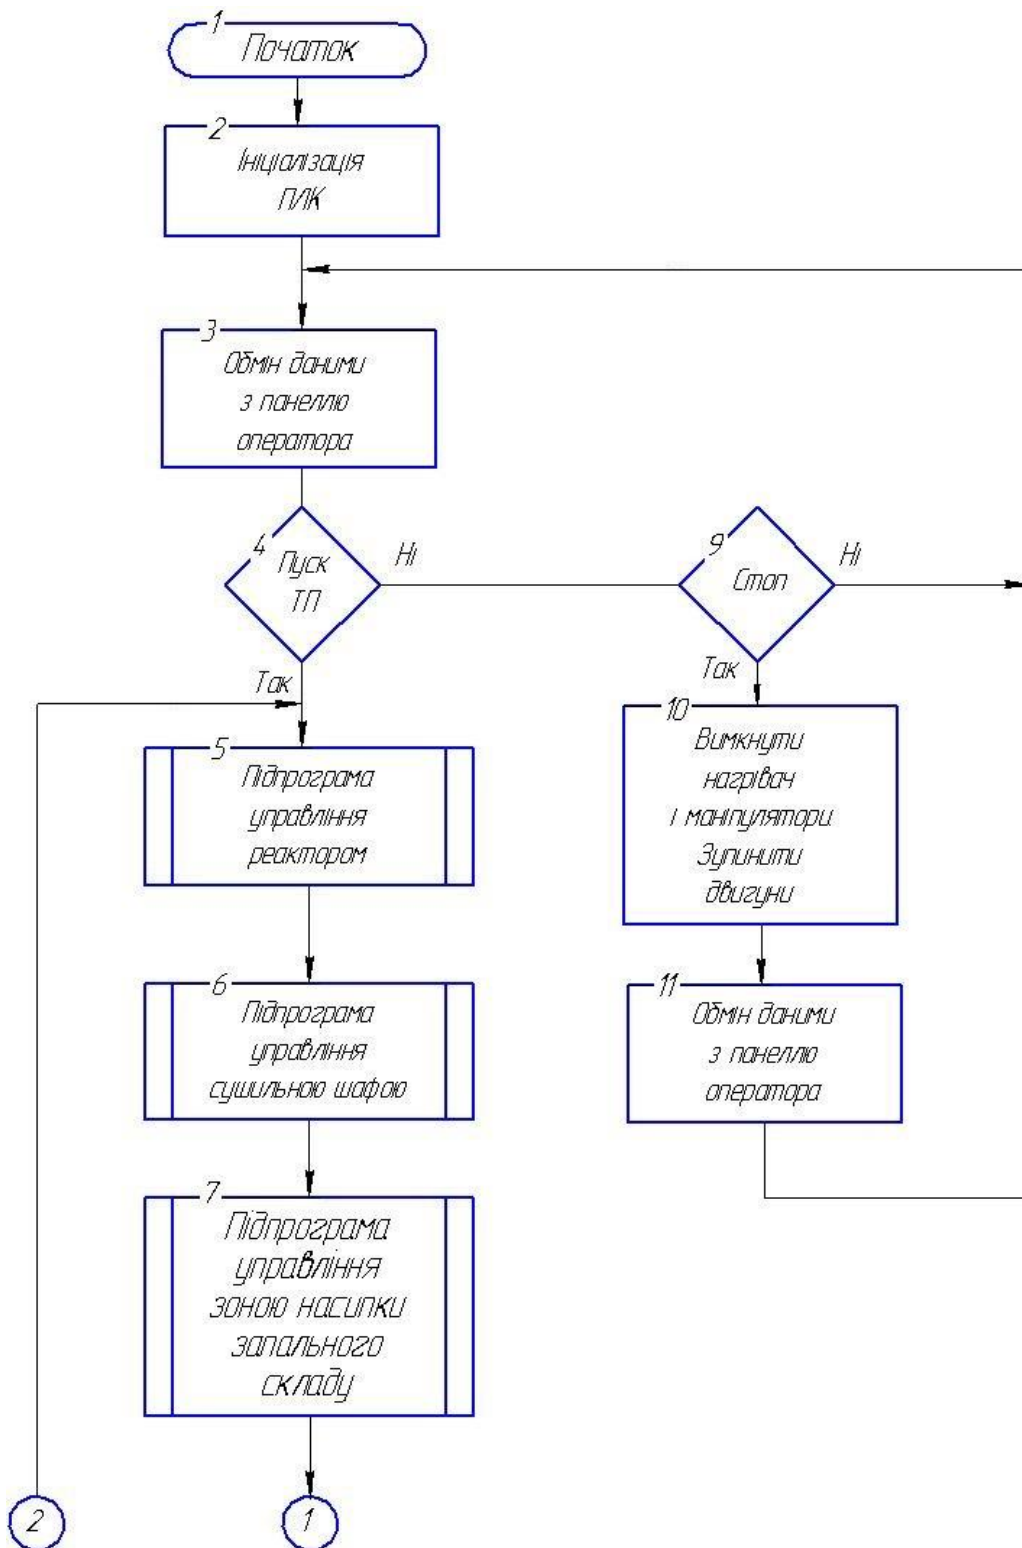 1
Початок
2
Ініціалізація
ПЛК
3
Обмін даними
з панеллю
оператора
4
Пуск
ТП
Ні
9
Стоп
Ні
Так
Так
5
Підпрограма
управління
реактором
10
Вимкнути
нагрівач
і маніпулятори
Зупинити
двигуни
6
Підпрограма
управління
сушильною шафою
11
Обмін даними
з панеллю
оператора
7
Підпрограма
управління
зоною насипки
запального
складу
2
1